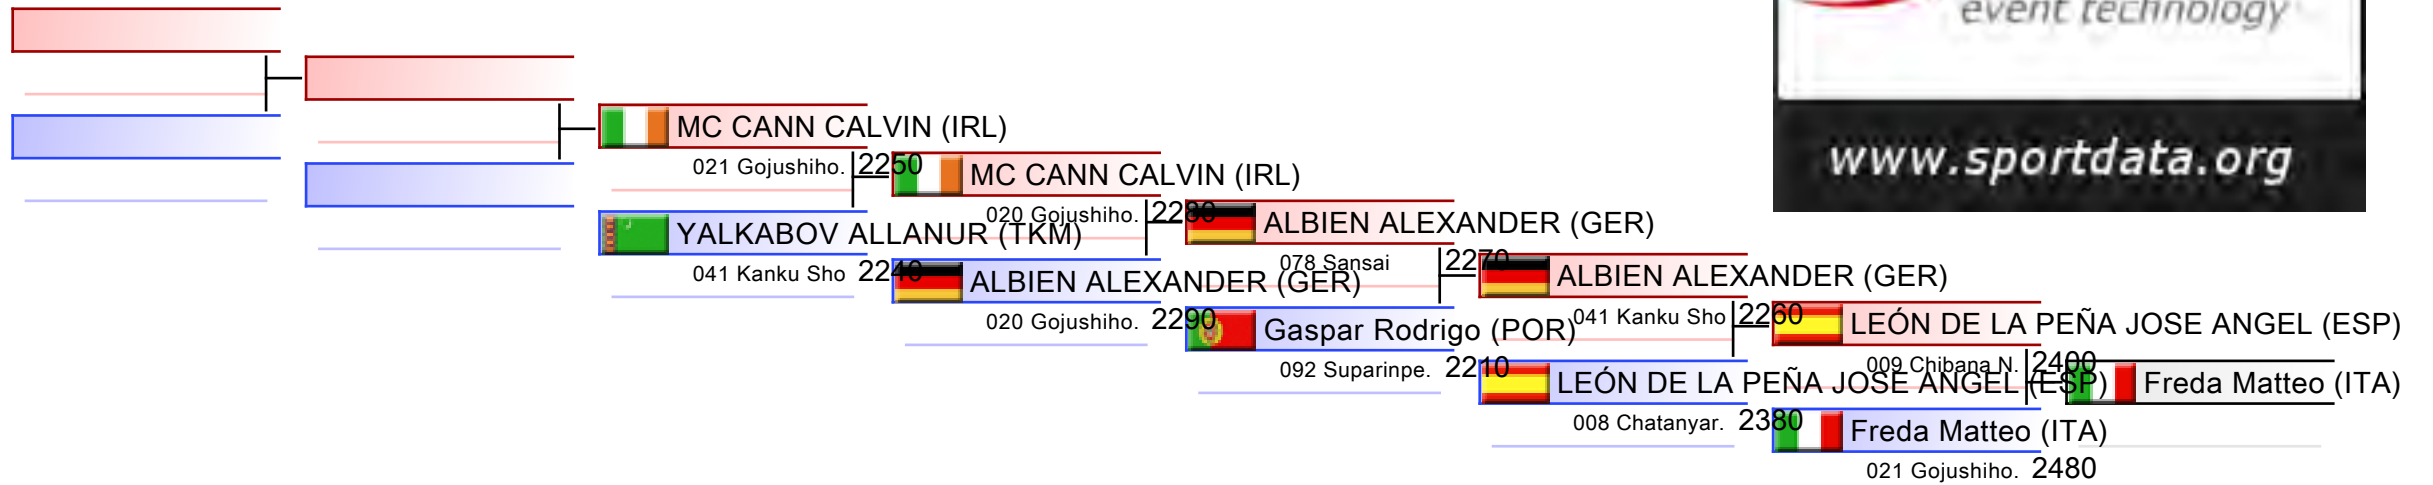 event technology
www.sportdata.org
MC CANN CALVIN (IRL)
021 Gojushiho. 2250
YALKABOV ALLANUR (TKM)
041 Kanku Sho 2240
MC CANN CALVIN (IRL)
020 Gojushiho. 2280
ALBIEN ALEXANDER (GER)
020 Gojushiho. 2290
ALBIEN ALEXANDER (GER)
078 Sansai 2270
Gaspar Rodrigo (POR)
092 Suparinpe. 2210
ALBIEN ALEXANDER (GER)
041 Kanku Sho 2260
LEÓN DE LA PEÑA JOSE ANGEL (ESP)
008 Chatanyar. 2380
LEÓN DE LA PEÑA JOSE ANGEL (ESP)
009 Chibana N. 2400
Freda Matteo (ITA)
021 Gojushiho. 2480
Freda Matteo (ITA)